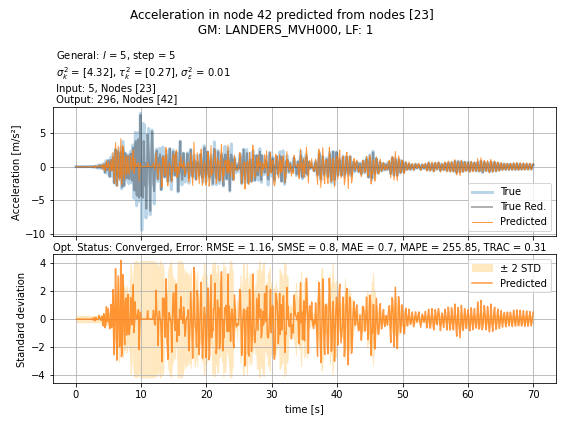 Acceleration in node 42 predicted from nodes [23]
GM: LANDERS_MVH000, LF: 1
General: l = 5, step = 5
σ²ₖ = [4.32], τ²ₖ = [0.27], σ²ε = 0.01
Input: 5, Nodes [23]
Output: 296, Nodes [42]
Acceleration [m/s²]
5
0
−5
−10
True
True Red.
Predicted
Opt. Status: Converged, Error: RMSE = 1.16, SMSE = 0.8, MAE = 0.7, MAPE = 255.85, TRAC = 0.31
Standard deviation
4
2
0
−2
−4
± 2 STD
Predicted
0 10 20 30 40 50 60 70
time [s]